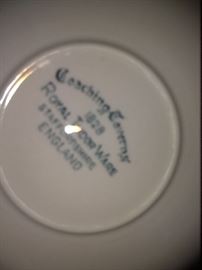 Coaching Taverns
1828
ROYAL TUDOR WARE
STAFFORDSHIRE
ENGLAND